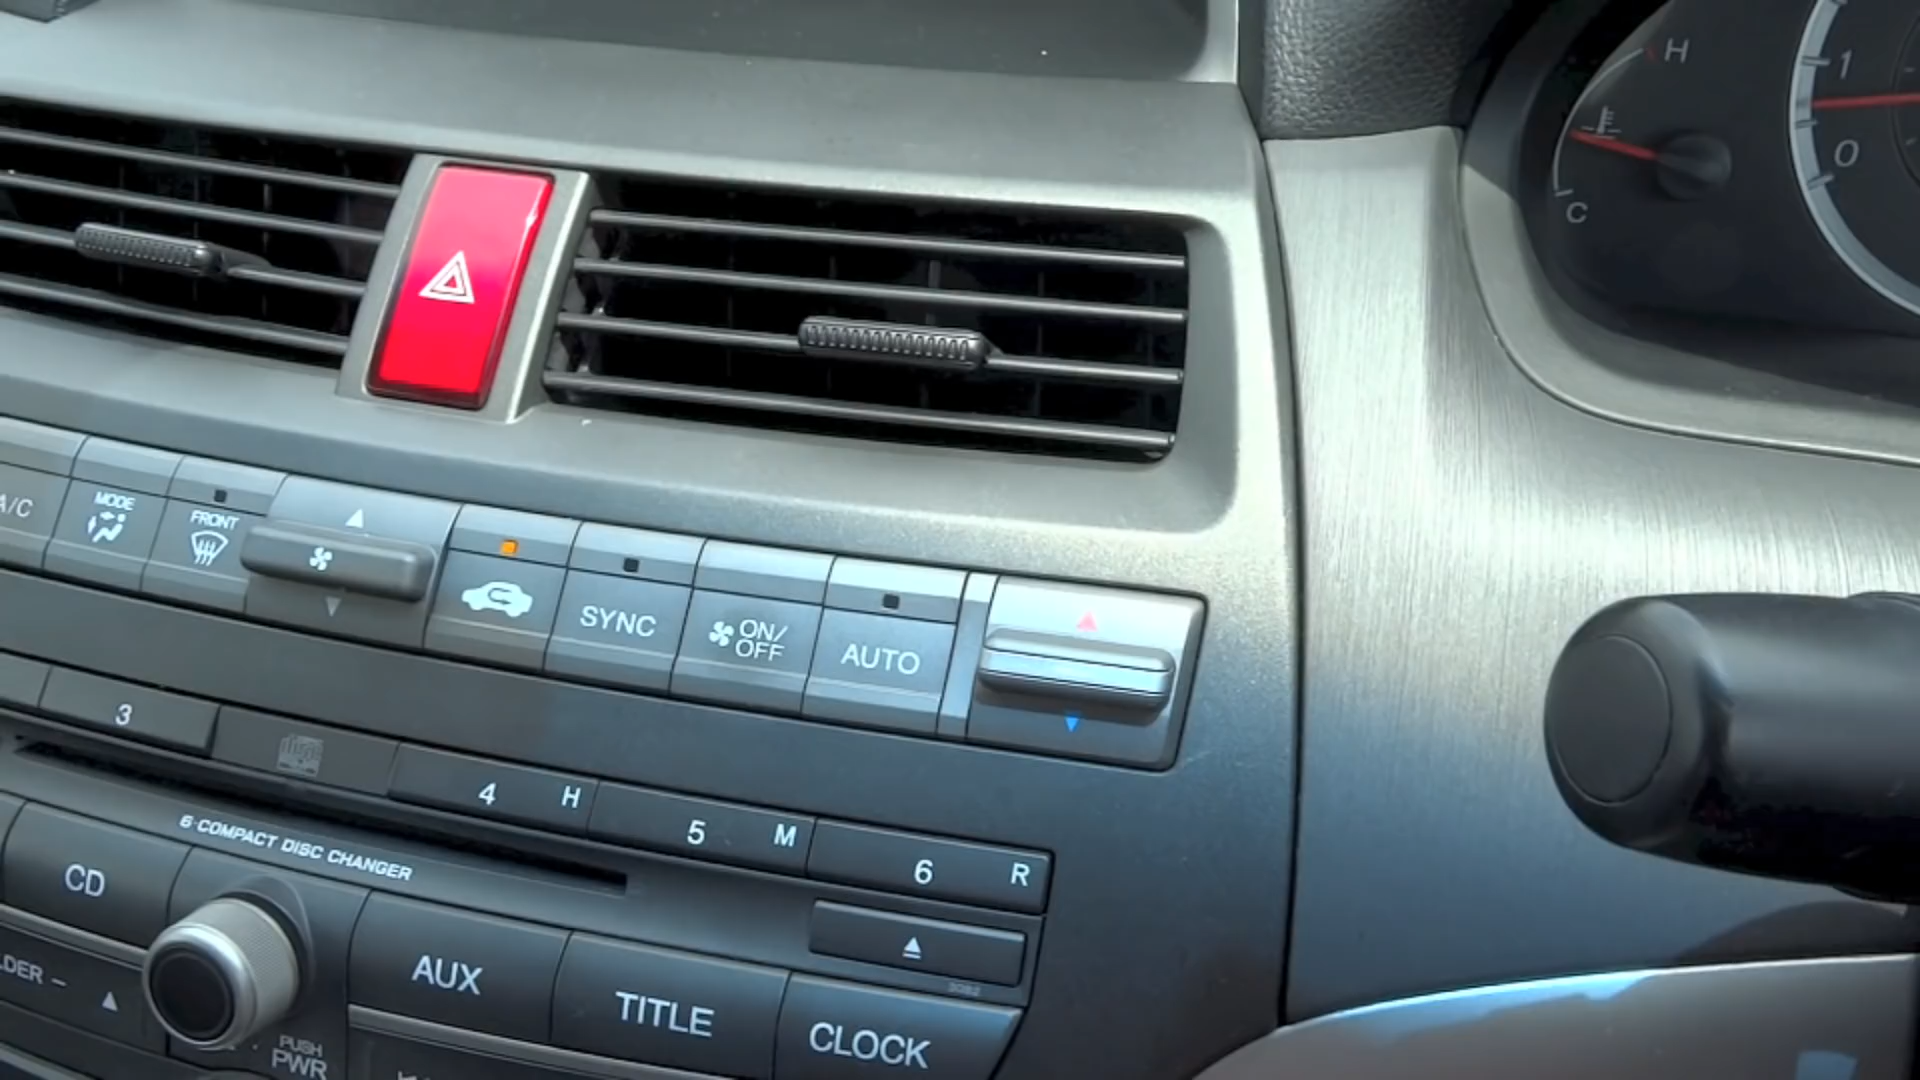 H
1
0
C
A/C
MODE
FRONT
SYNC
ON/
OFF
AUTO
3
4 H
5 M
6 R
6-COMPACT DISC CHANGER
CD
AUX
TITLE
CLOCK
LDER –
PUSH
PWR